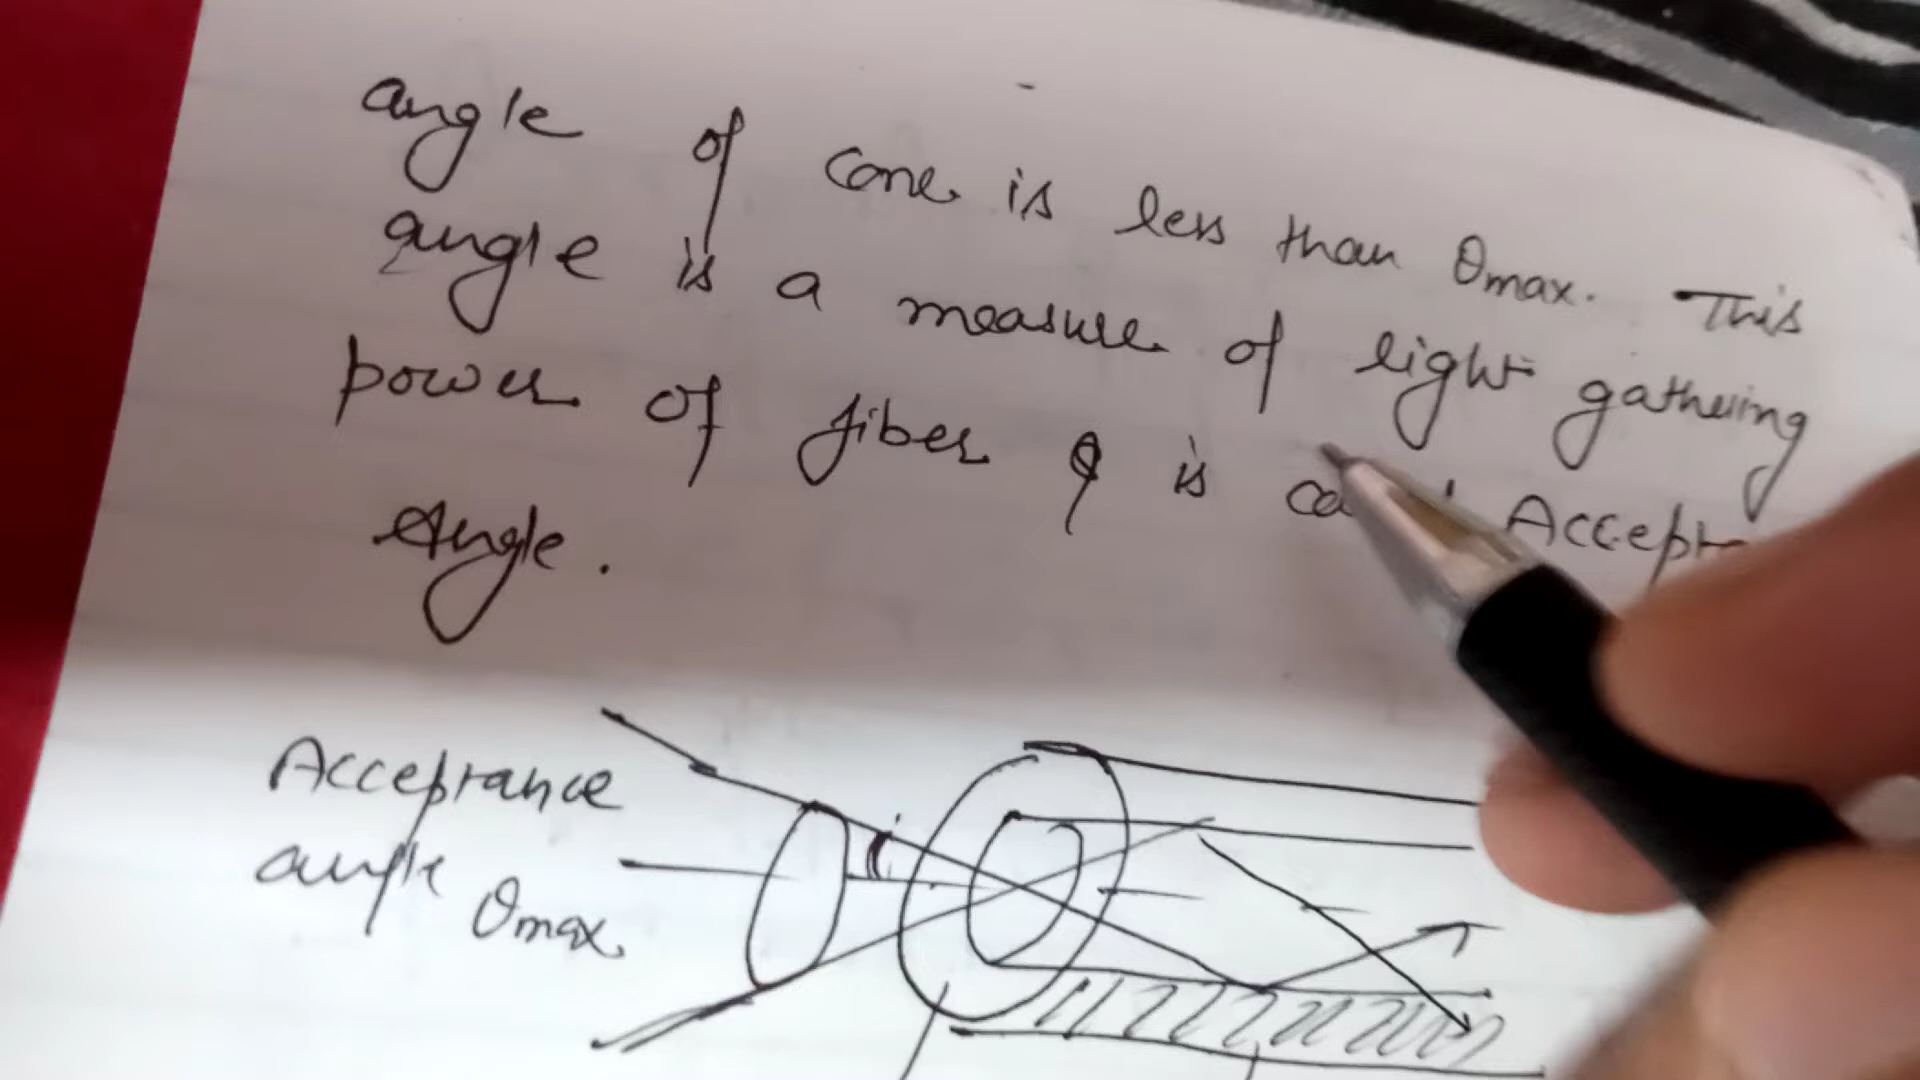 angle of cone is less than θmax. This
angle is a measure of light gathering
power of fiber & is
Angle.
Acceptance
angle θmax
i